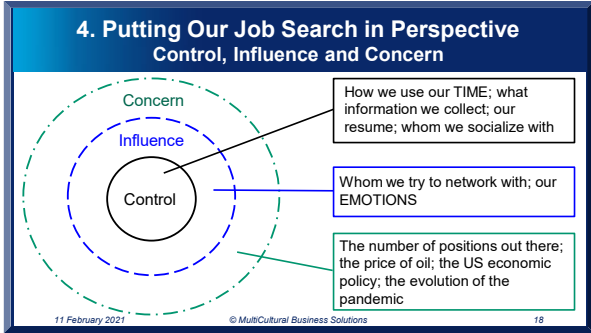 4. Putting Our Job Search in Perspective
Control, Influence and Concern
Concern
Influence
Control
How we use our TIME; what
information we collect; our
resume; whom we socialize with
Whom we try to network with; our
EMOTIONS
The number of positions out there;
the price of oil; the US economic
policy; the evolution of the
pandemic
11 February 2021
© MultiCultural Business Solutions
18